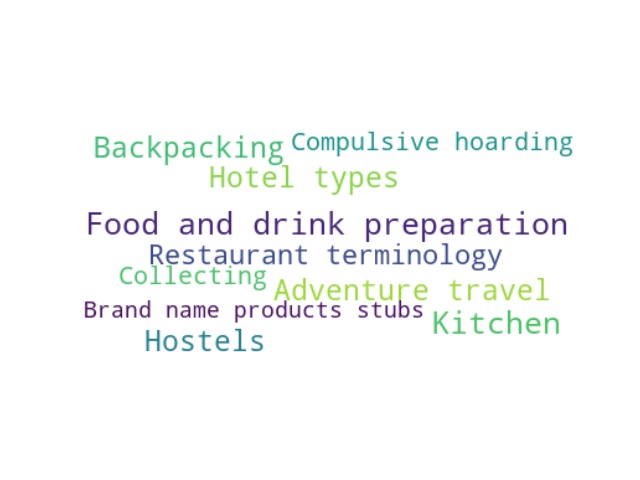 Backpacking
Compulsive hoarding
Hotel types
Food and drink preparation
Restaurant terminology
Collecting
Adventure travel
Brand name products stubs
Kitchen
Hostels